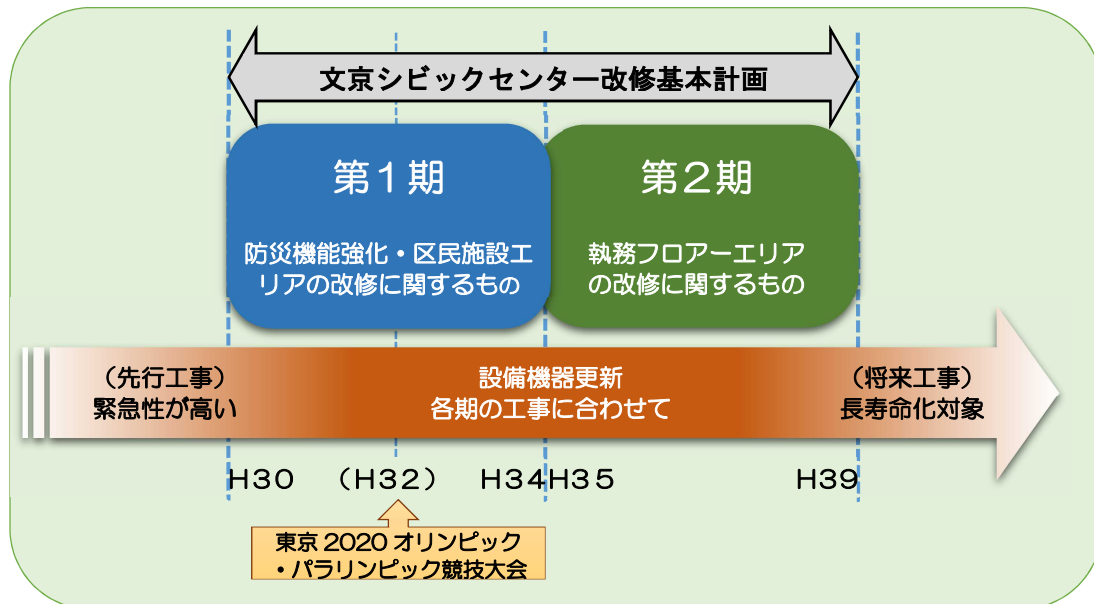 文京シビックセンター改修基本計画
第１期
防災機能強化・区民施設エ
リアの改修に関するもの
第２期
執務フロアーエリア
の改修に関するもの
（先行工事）
緊急性が高い
設備機器更新
各期の工事に合わせて
（将来工事）
長寿命化対象
H30 （H32） H34 H35 H39
東京 2020 オリンピック
・パラリンピック競技大会